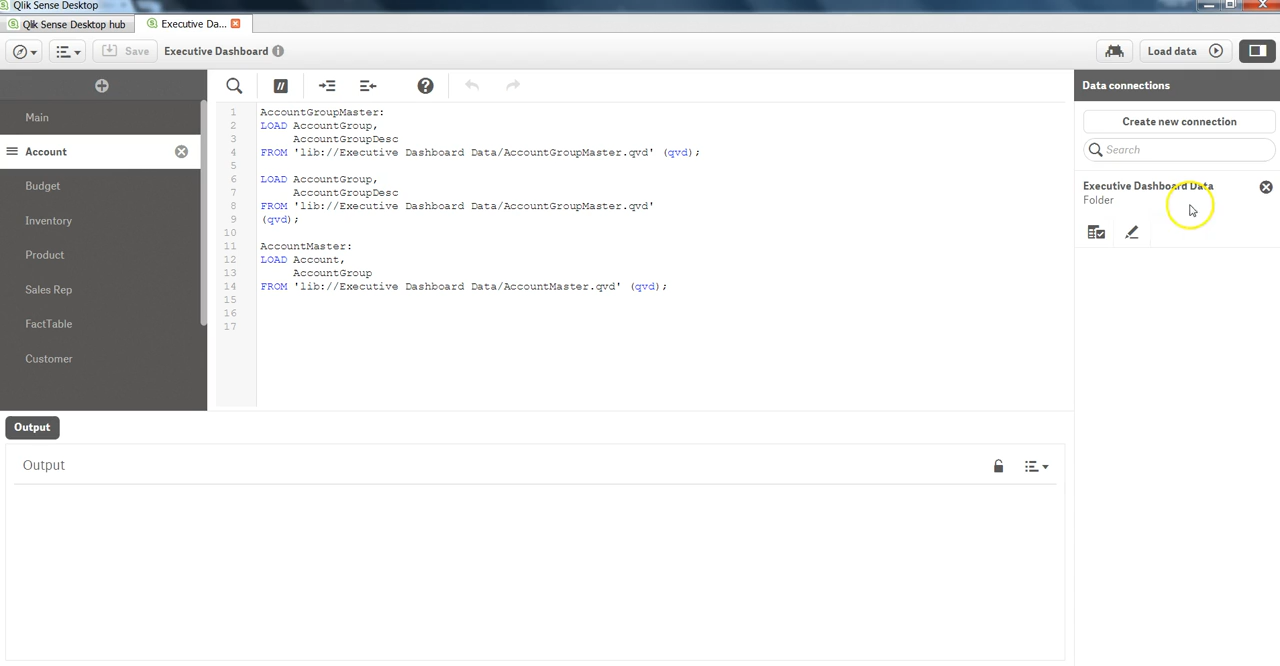 Qlik Sense Desktop
Qlik Sense Desktop hub
Executive Da...
Save
Executive Dashboard
Load data
Main
Account
Budget
Inventory
Product
Sales Rep
FactTable
Customer
//
1 AccountGroupMaster:
2 LOAD AccountGroup,
3 AccountGroupDesc
4 FROM 'lib://Executive Dashboard Data/AccountGroupMaster.qvd' (qvd);
5
6 LOAD AccountGroup,
7 AccountGroupDesc
8 FROM 'lib://Executive Dashboard Data/AccountGroupMaster.qvd'
9 (qvd);
10
11 AccountMaster:
12 LOAD Account,
13 AccountGroup
14 FROM 'lib://Executive Dashboard Data/AccountMaster.qvd' (qvd);
15
16
17
Data connections
Create new connection
Search
Executive Dashboard Data
Folder
Output
Output